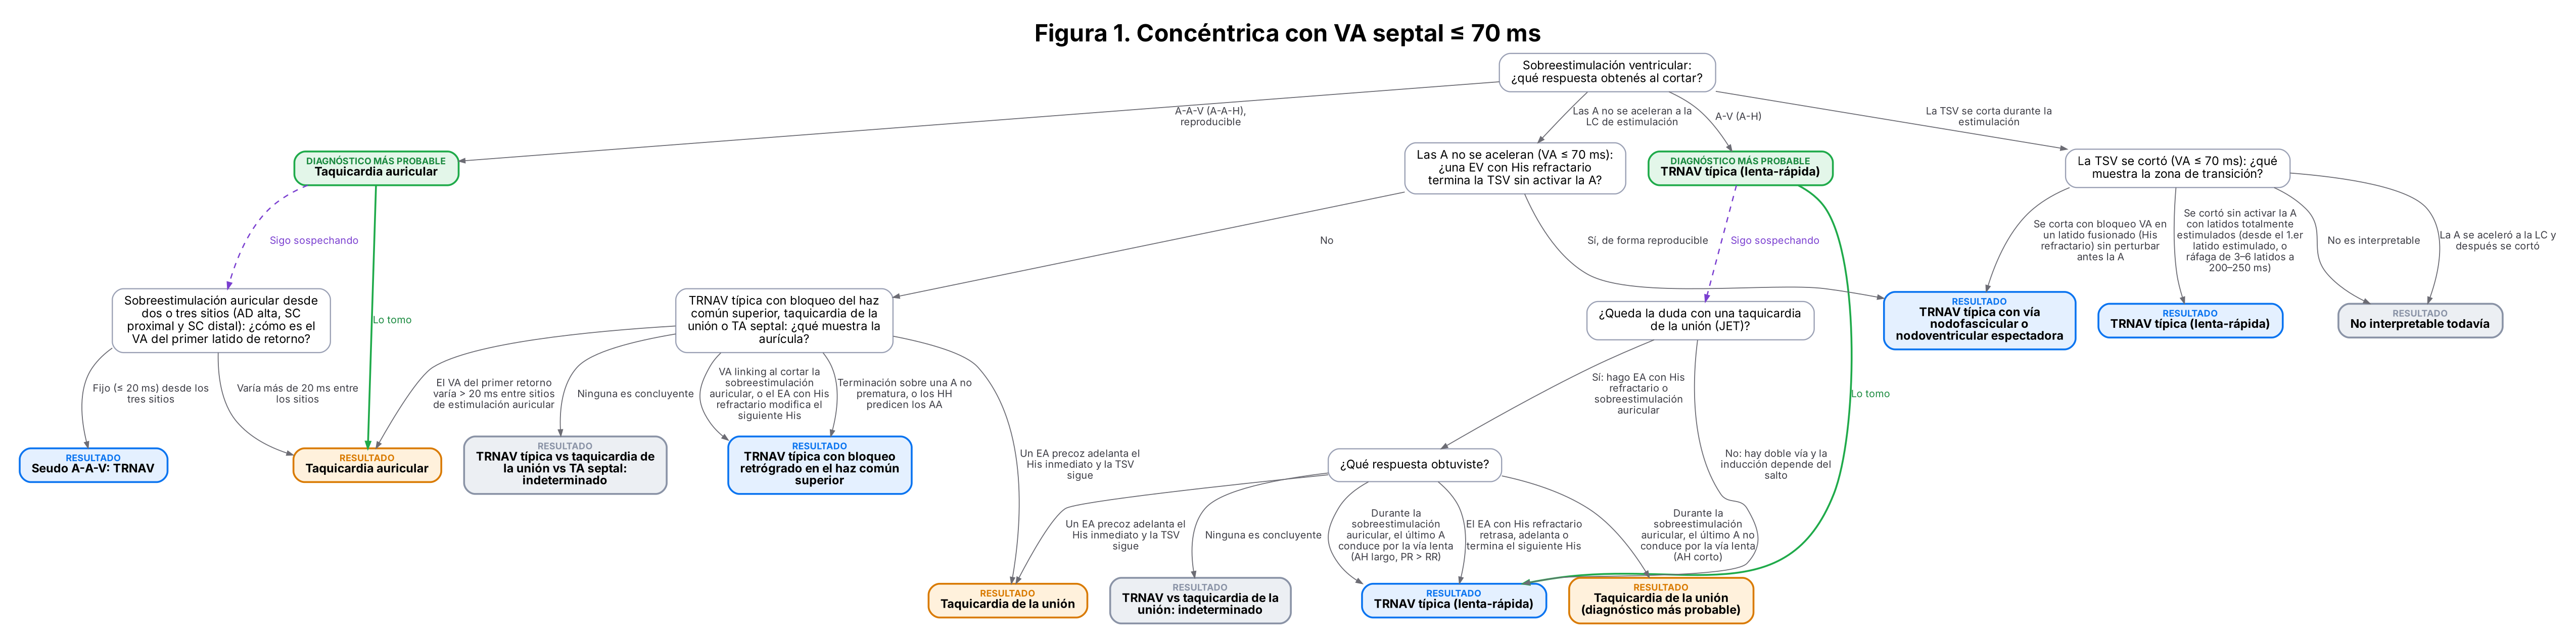 Figura 1. Concéntrica con VA septal ≤ 70 ms
Sobreestimulación ventricular:
¿qué respuesta obtenés al cortar?
A-A-V (A-A-H),
reproducible
Las A no se aceleran a la
LC de estimulación
A-V (A-H)
La TSV se corta durante la
estimulación
DIAGNÓSTICO MÁS PROBABLE
Taquicardia auricular
Las A no se aceleran (VA ≤ 70 ms):
¿una EV con His refractario
termina la TSV sin activar la A?
DIAGNÓSTICO MÁS PROBABLE
TRNAV típica (lenta-rápida)
La TSV se cortó (VA ≤ 70 ms): ¿qué
muestra la zona de transición?
Sigo sospechando
No
Sí, de forma reproducible
Sigo sospechando
Se corta con bloqueo VA en
un latido fusionado (His
refractario) sin perturbar
antes la A
Se cortó sin activar la A
con latidos totalmente
estimulados (desde el 1.er
latido estimulado, o
ráfaga de 3–6 latidos a
200–250 ms)
No es interpretable
La A se aceleró a la LC y
después se cortó
Sobreestimulación auricular desde
dos o tres sitios (AD alta, SC
proximal y SC distal): ¿cómo es el
VA del primer latido de retorno?
Lo tomo
TRNAV típica con bloqueo del haz
común superior, taquicardia de la
unión o TA septal: ¿qué muestra la
aurícula?
¿Queda la duda con una taquicardia
de la unión (JET)?
RESULTADO
TRNAV típica con vía
nodofascicular o
nodoventricular espectadora
RESULTADO
TRNAV típica (lenta-rápida)
RESULTADO
No interpretable todavía
Fijo (≤ 20 ms) desde los
tres sitios
Varía más de 20 ms entre
los sitios
El VA del primer retorno
varía > 20 ms entre sitios
de estimulación auricular
Ninguna es concluyente
VA linking al cortar la
sobreestimulación
auricular, o el EA con His
refractario modifica el
siguiente His
Terminación sobre una A no
prematura, o los HH
predicen los AA
Sí: hago EA con His
refractario o
sobreestimulación
auricular
Lo tomo
RESULTADO
Seudo A-A-V: TRNAV
RESULTADO
Taquicardia auricular
RESULTADO
TRNAV típica vs taquicardia de
la unión vs TA septal:
indeterminado
RESULTADO
TRNAV típica con bloqueo
retrógrado en el haz común
superior
Un EA precoz adelanta el
His inmediato y la TSV
sigue
¿Qué respuesta obtuviste?
No: hay doble vía y la
inducción depende del
salto
Un EA precoz adelanta el
His inmediato y la TSV
sigue
Ninguna es concluyente
Durante la
sobreestimulación
auricular, el último A
conduce por la vía lenta
(AH largo, PR > RR)
El EA con His refractario
retrasa, adelanta o
termina el siguiente His
Durante la
sobreestimulación
auricular, el último A no
conduce por la vía lenta
(AH corto)
RESULTADO
Taquicardia de la unión
RESULTADO
TRNAV vs taquicardia de la
unión: indeterminado
RESULTADO
TRNAV típica (lenta-rápida)
RESULTADO
Taquicardia de la unión
(diagnóstico más probable)